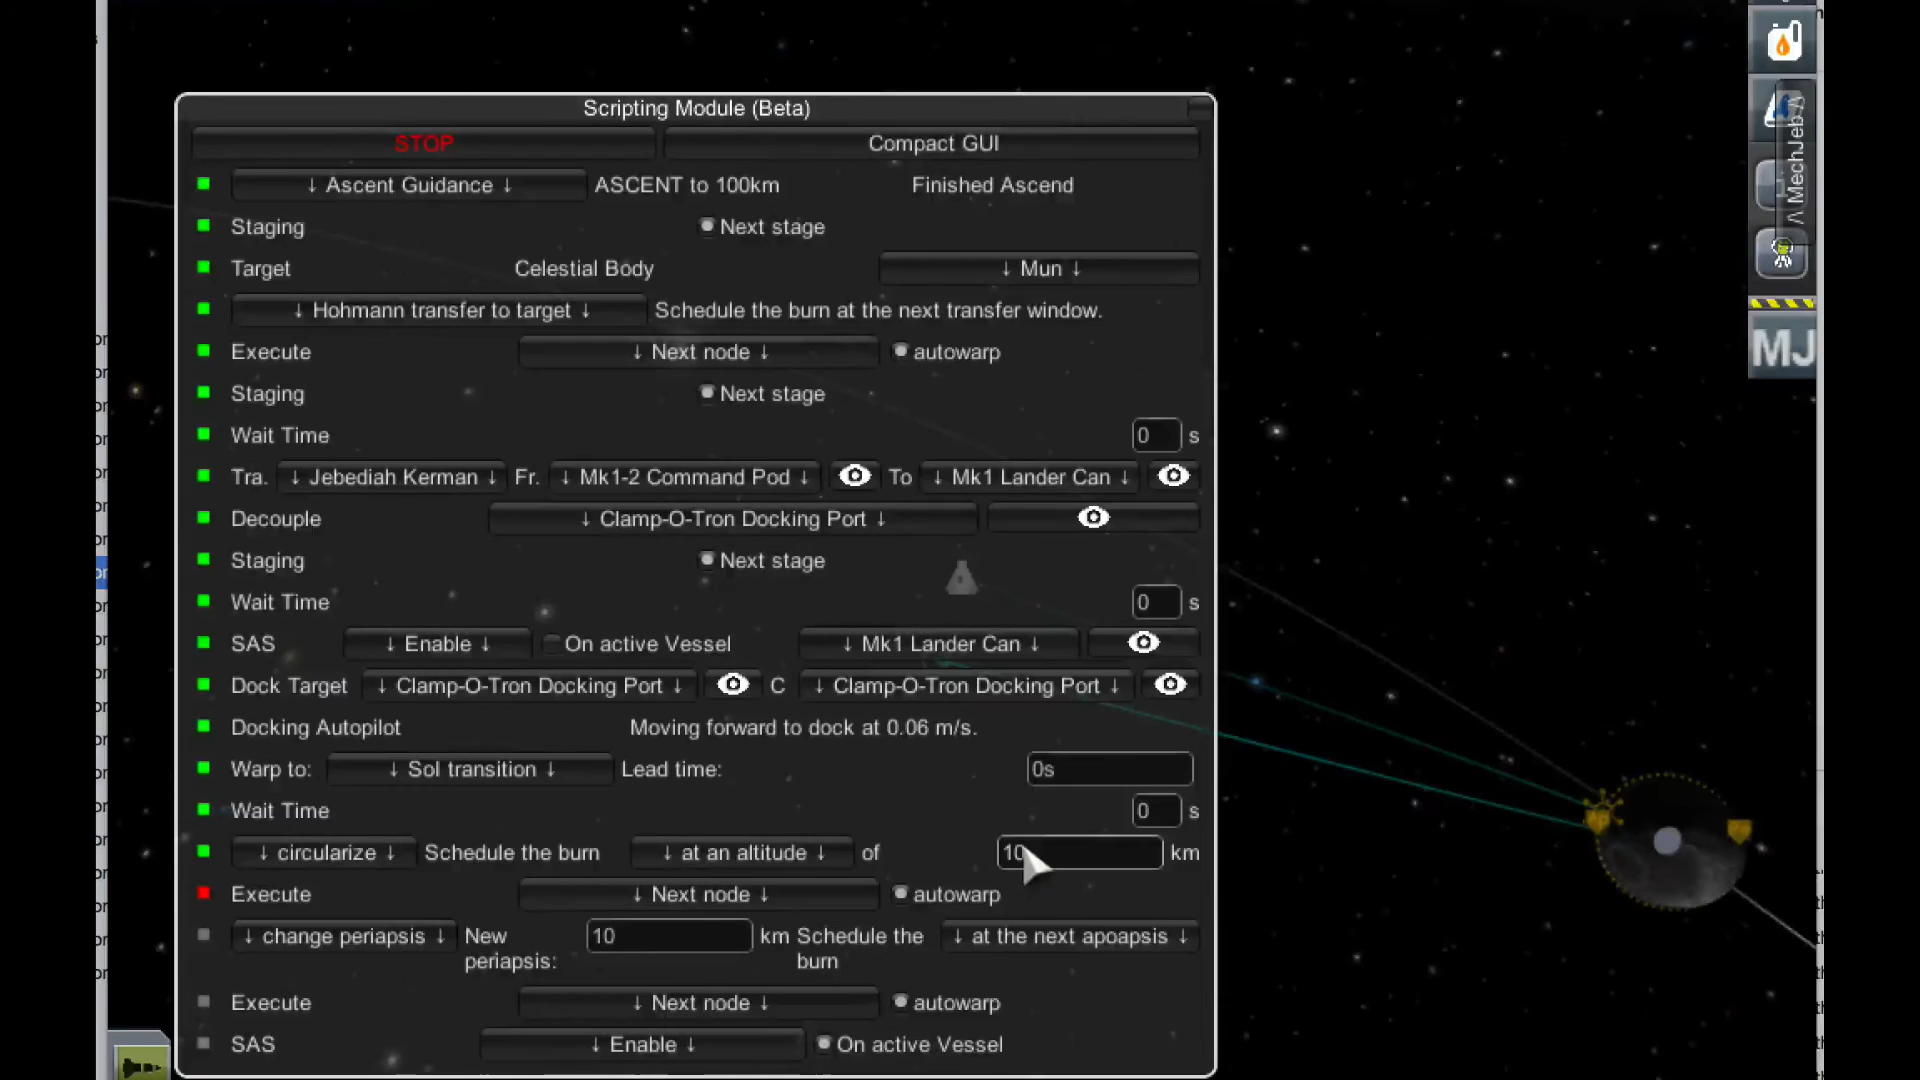 Scripting Module (Beta)
STOP Compact GUI
↓ Ascent Guidance ↓ ASCENT to 100km Finished Ascend
Staging Next stage
Target Celestial Body ↓ Mun ↓
↓ Hohmann transfer to target ↓ Schedule the burn at the next transfer window.
Execute ↓ Next node ↓ autowarp
Staging Next stage
Wait Time 0 s
Tra. ↓ Jebediah Kerman ↓ Fr. ↓ Mk1-2 Command Pod ↓ To ↓ Mk1 Lander Can ↓
Decouple ↓ Clamp-O-Tron Docking Port ↓
Staging Next stage
Wait Time 0 s
SAS ↓ Enable ↓ On active Vessel ↓ Mk1 Lander Can ↓
Dock Target ↓ Clamp-O-Tron Docking Port ↓ C ↓ Clamp-O-Tron Docking Port ↓
Docking Autopilot Moving forward to dock at 0.06 m/s.
Warp to: ↓ SoI transition ↓ Lead time: 0s
Wait Time 0 s
↓ circularize ↓ Schedule the burn ↓ at an altitude ↓ of 10 km
Execute ↓ Next node ↓ autowarp
↓ change periapsis ↓ New periapsis: 10 km Schedule the burn ↓ at the next apoapsis ↓
Execute ↓ Next node ↓ autowarp
SAS ↓ Enable ↓ On active Vessel
/\ MechJeb /\
MJ